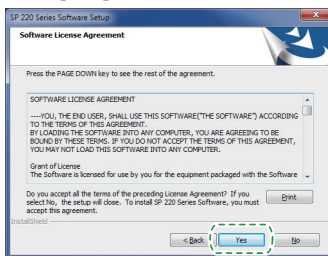 SP 220 Series Software Setup
Software License Agreement
Press the PAGE DOWN key to see the rest of the agreement.
SOFTWARE LICENSE AGREEMENT
----YOU, THE END USER, SHALL USE THIS SOFTWARE("THE SOFTWARE") ACCORDING
TO THE TERMS OF THIS AGREEMENT.
BY LOADING THE SOFTWARE INTO ANY COMPUTER, YOU ARE AGREEING TO BE
BOUND BY THESE TERMS. IF YOU DO NOT ACCEPT THE TERMS OF THIS AGREEMENT,
YOU MAY NOT LOAD THIS SOFTWARE INTO ANY COMPUTER.
Grant of License
The Software is licensed for use by you for the equipment packaged with the Software
Do you accept all the terms of the preceding License Agreement? If you
select No, the setup will close. To install SP 220 Series Software, you must
accept this agreement.
Print
InstallShield
< Back
Yes
No